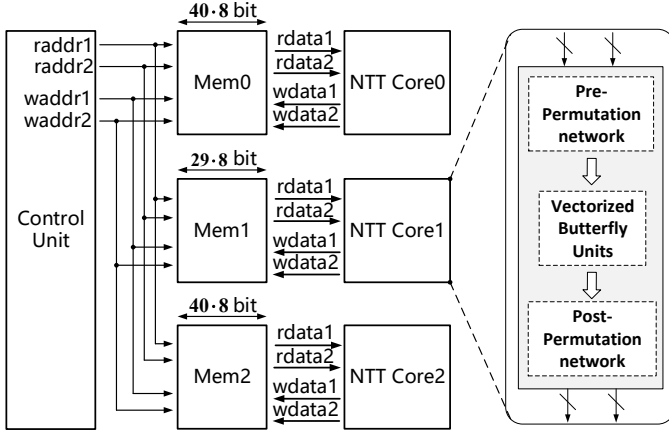 40·8 bit
raddr1
raddr2
waddr1
waddr2
Control
Unit
Mem0
rdata1
rdata2
wdata1
wdata2
NTT Core0
29·8 bit
Mem1
rdata1
rdata2
wdata1
wdata2
NTT Core1
40·8 bit
Mem2
rdata1
rdata2
wdata1
wdata2
NTT Core2
Pre-
Permutation
network
Vectorized
Butterfly
Units
Post-
Permutation
network